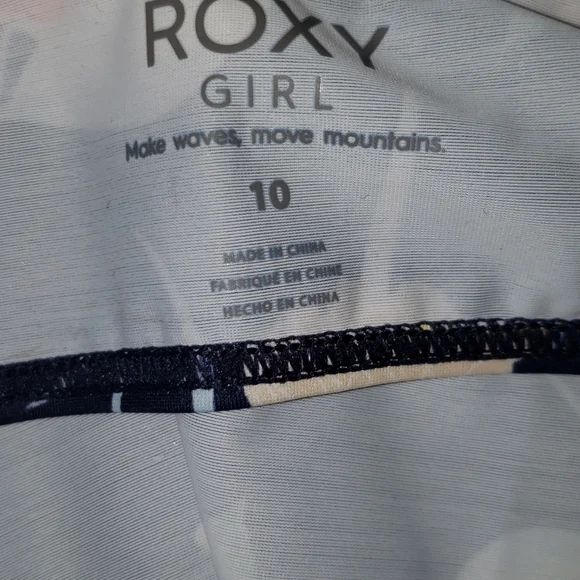 ROXY
GIRL
Make waves, move mountains.
10
MADE IN CHINA
FABRIQUÉ EN CHINE
HECHO EN CHINA